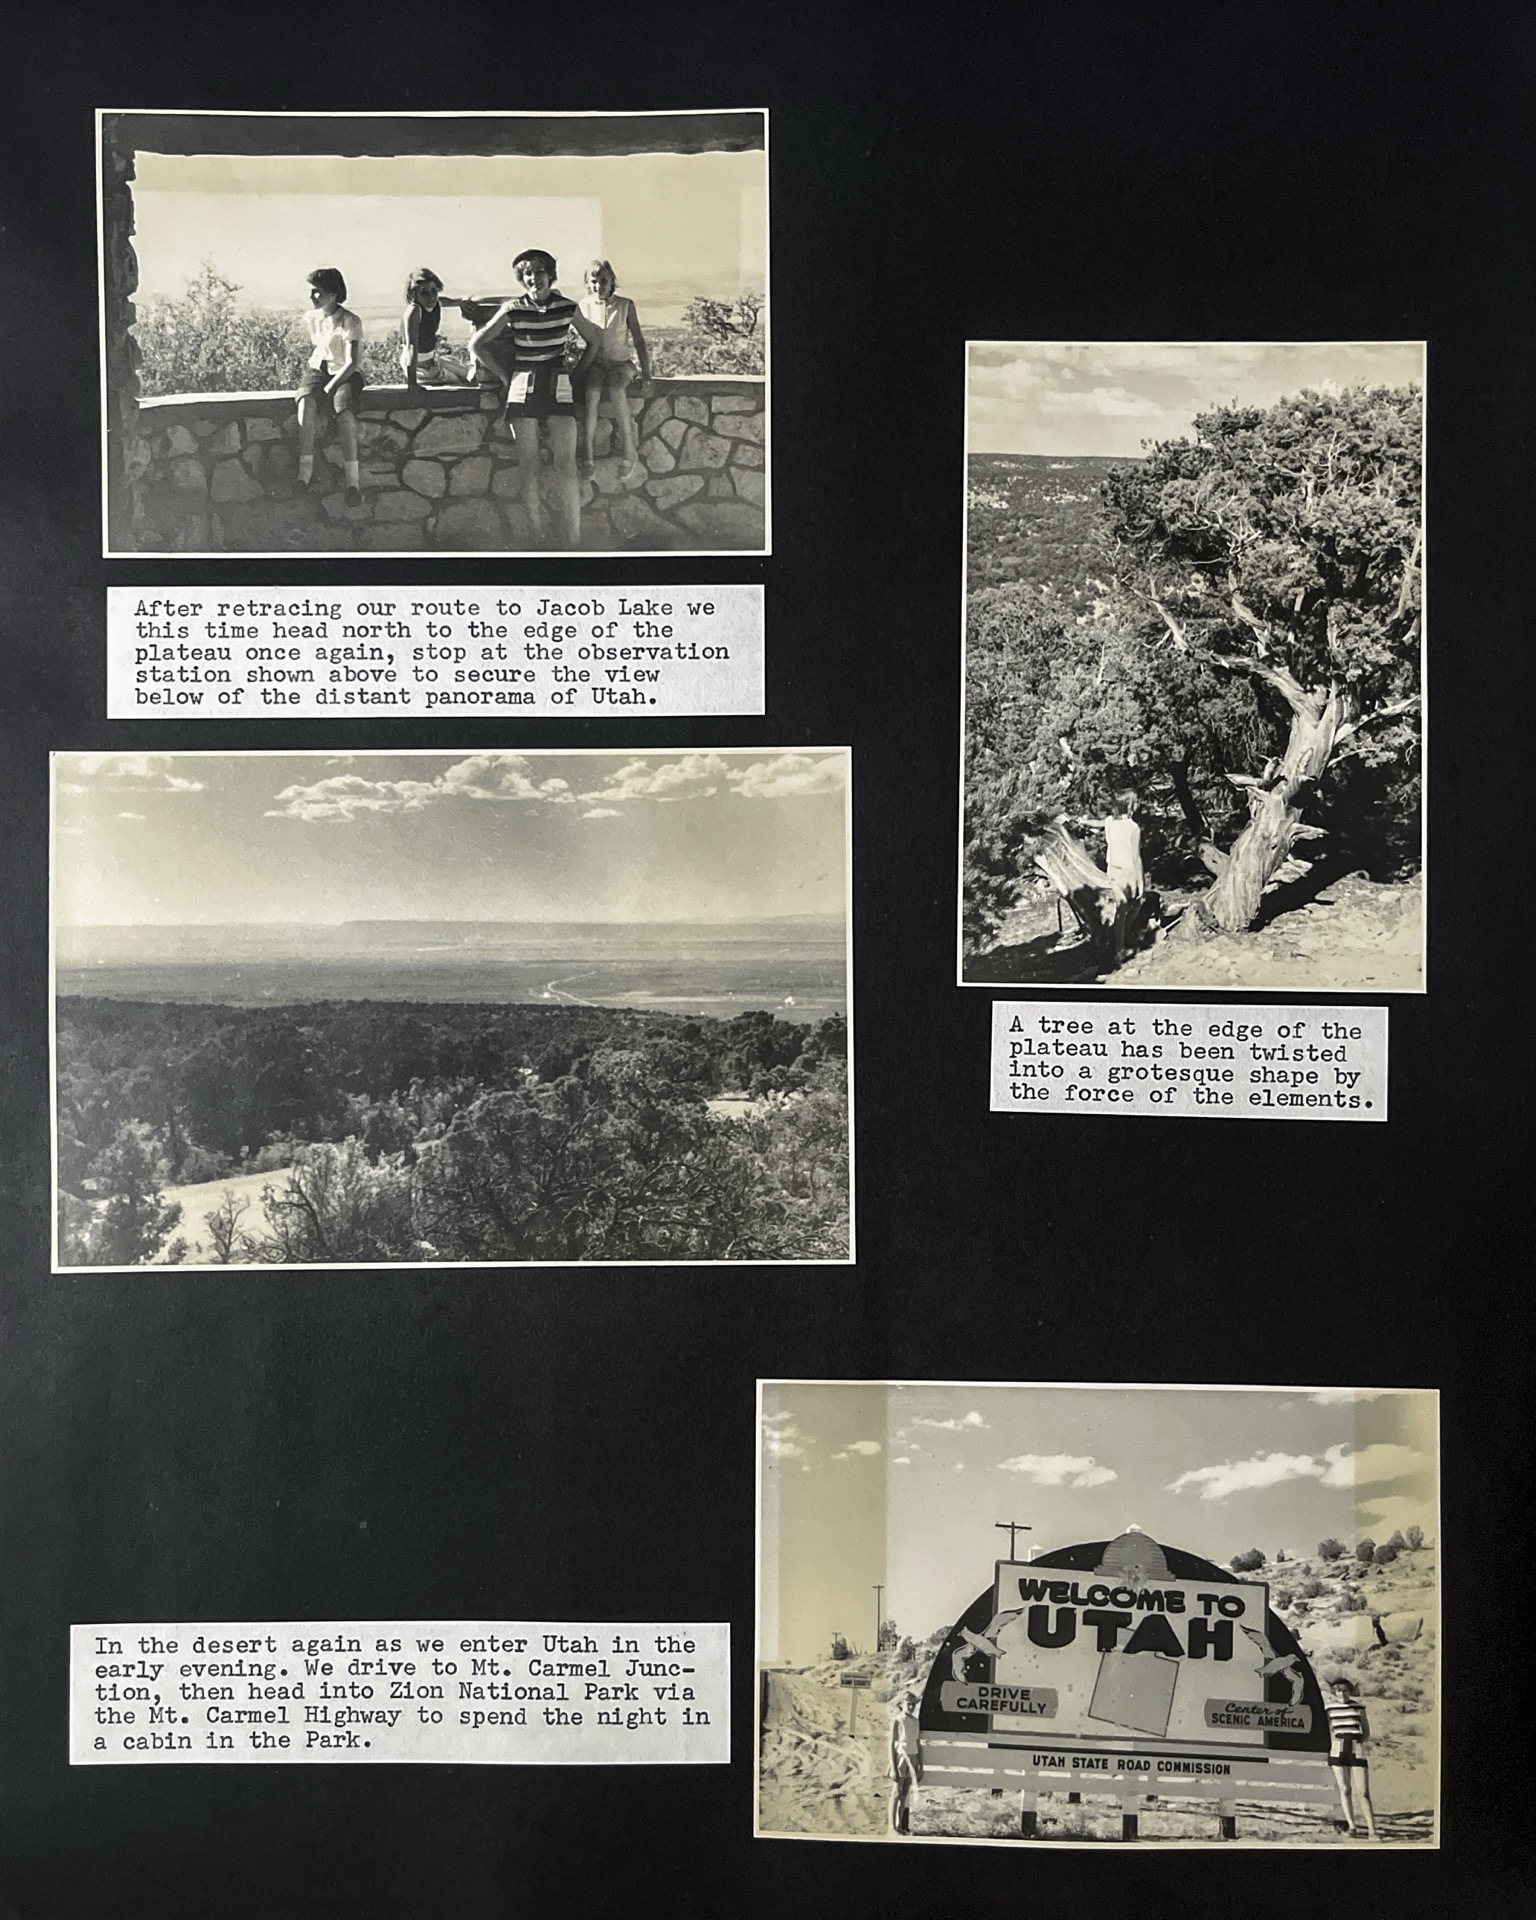 After retracing our route to Jacob Lake we
this time head north to the edge of the
plateau once again, stop at the observation
station shown above to secure the view
below of the distant panorama of Utah.
A tree at the edge of the
plateau has been twisted
into a grotesque shape by
the force of the elements.
In the desert again as we enter Utah in the
early evening. We drive to Mt. Carmel Junc-
tion, then head into Zion National Park via
the Mt. Carmel Highway to spend the night in
a cabin in the Park.
WELCOME TO
UTAH
DRIVE
CAREFULLY
Center of
SCENIC AMERICA
UTAH STATE ROAD COMMISSION